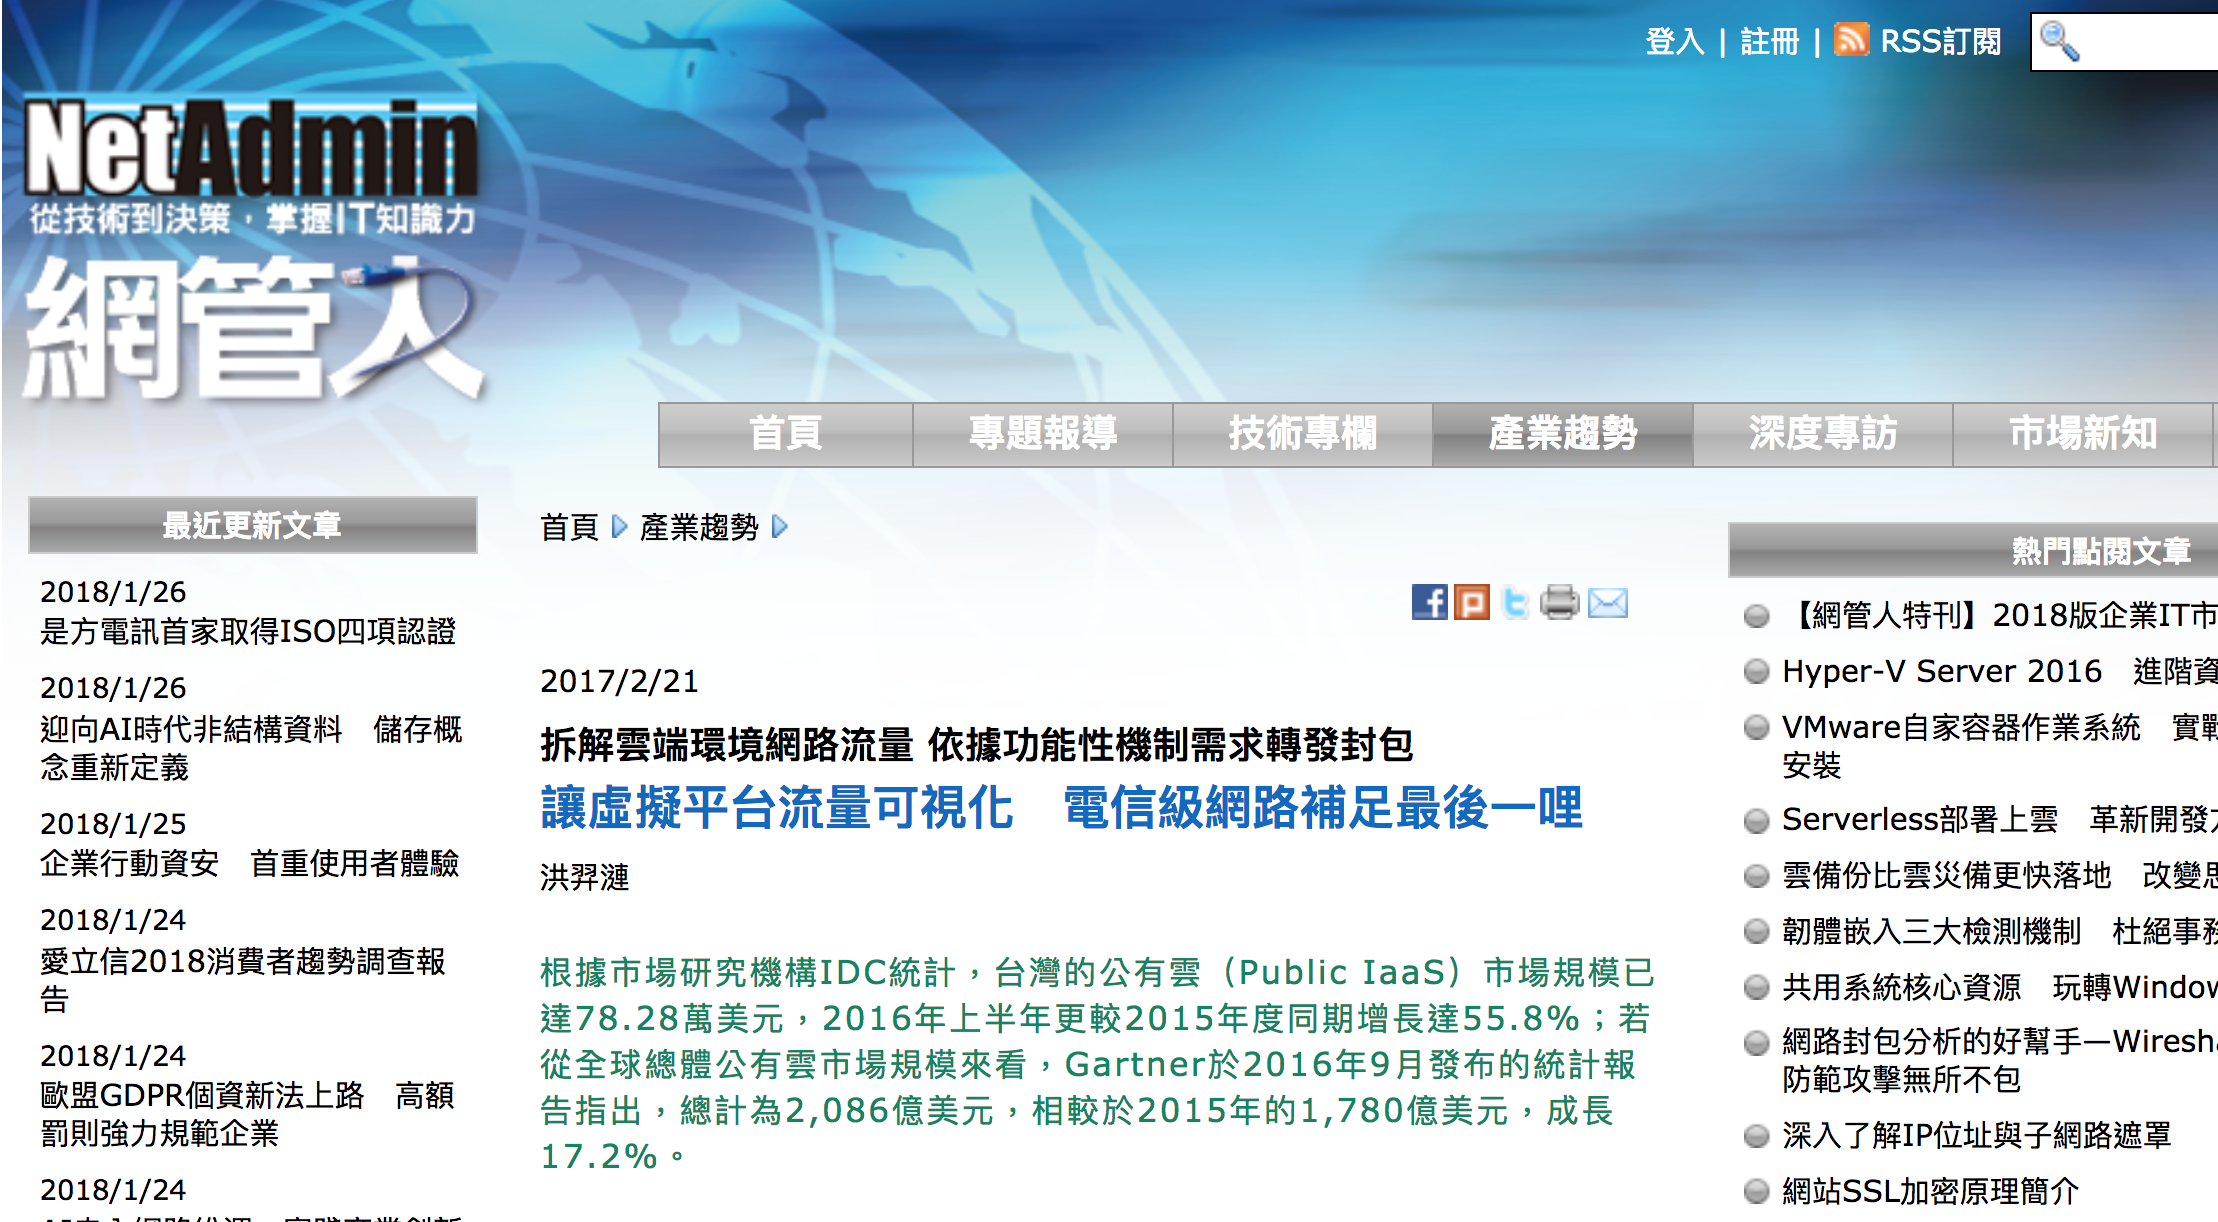 登入 | 註冊 | RSS訂閱
NetAdmin
從技術到決策，掌握IT知識力
網管人
首頁 專題報導 技術專欄 產業趨勢 深度專訪 市場新知
最近更新文章
2018/1/26
是方電訊首家取得ISO四項認證
2018/1/26
迎向AI時代非結構資料　儲存概
念重新定義
2018/1/25
企業行動資安　首重使用者體驗
2018/1/24
愛立信2018消費者趨勢調查報
告
2018/1/24
歐盟GDPR個資新法上路　高額
罰則強力規範企業
2018/1/24
首頁 產業趨勢
2017/2/21
拆解雲端環境網路流量 依據功能性機制需求轉發封包
讓虛擬平台流量可視化　電信級網路補足最後一哩
洪羿漣
根據市場研究機構IDC統計，台灣的公有雲（Public IaaS）市場規模已
達78.28萬美元，2016年上半年更較2015年度同期增長達55.8%；若
從全球總體公有雲市場規模來看，Gartner於2016年9月發布的統計報
告指出，總計為2,086億美元，相較於2015年的1,780億美元，成長
17.2%。
熱門點閱文章
【網管人特刊】2018版企業IT市
Hyper-V Server 2016　進階資
VMware自家容器作業系統　實戰
安裝
Serverless部署上雲　革新開發
雲備份比雲災備更快落地　改變思
韌體嵌入三大檢測機制　杜絕事務
共用系統核心資源　玩轉Window
網路封包分析的好幫手—Wiresha
防範攻擊無所不包
深入了解IP位址與子網路遮罩
網站SSL加密原理簡介